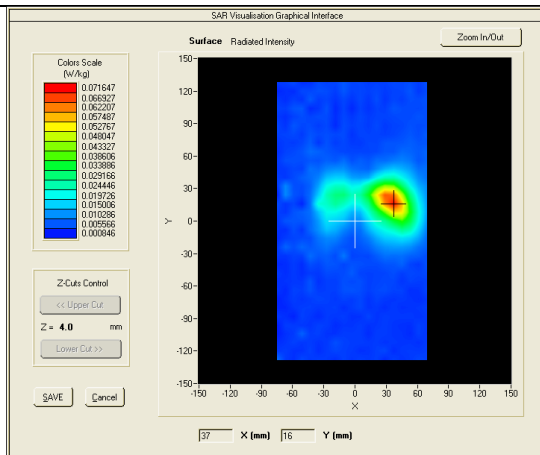 SAR Visualisation Graphical Interface
Surface Radiated Intensity
Zoom In/Out
Colors Scale
(W/kg)
0.071647
0.066927
0.062207
0.057487
0.052767
0.048047
0.043327
0.038606
0.033886
0.029166
0.024446
0.019726
0.015006
0.010286
0.005566
0.000846
150-
120-
90-
60-
30-
0-
-30-
-60-
-90-
-120-
-150-
Y
-150 -120 -90 -60 -30 0 30 60 90 120 150
X
Z-Cuts Control
<< Upper Cut
Z = 4.0 mm
Lower Cut >>
SAVE Cancel
37 X (mm) 16 Y (mm)